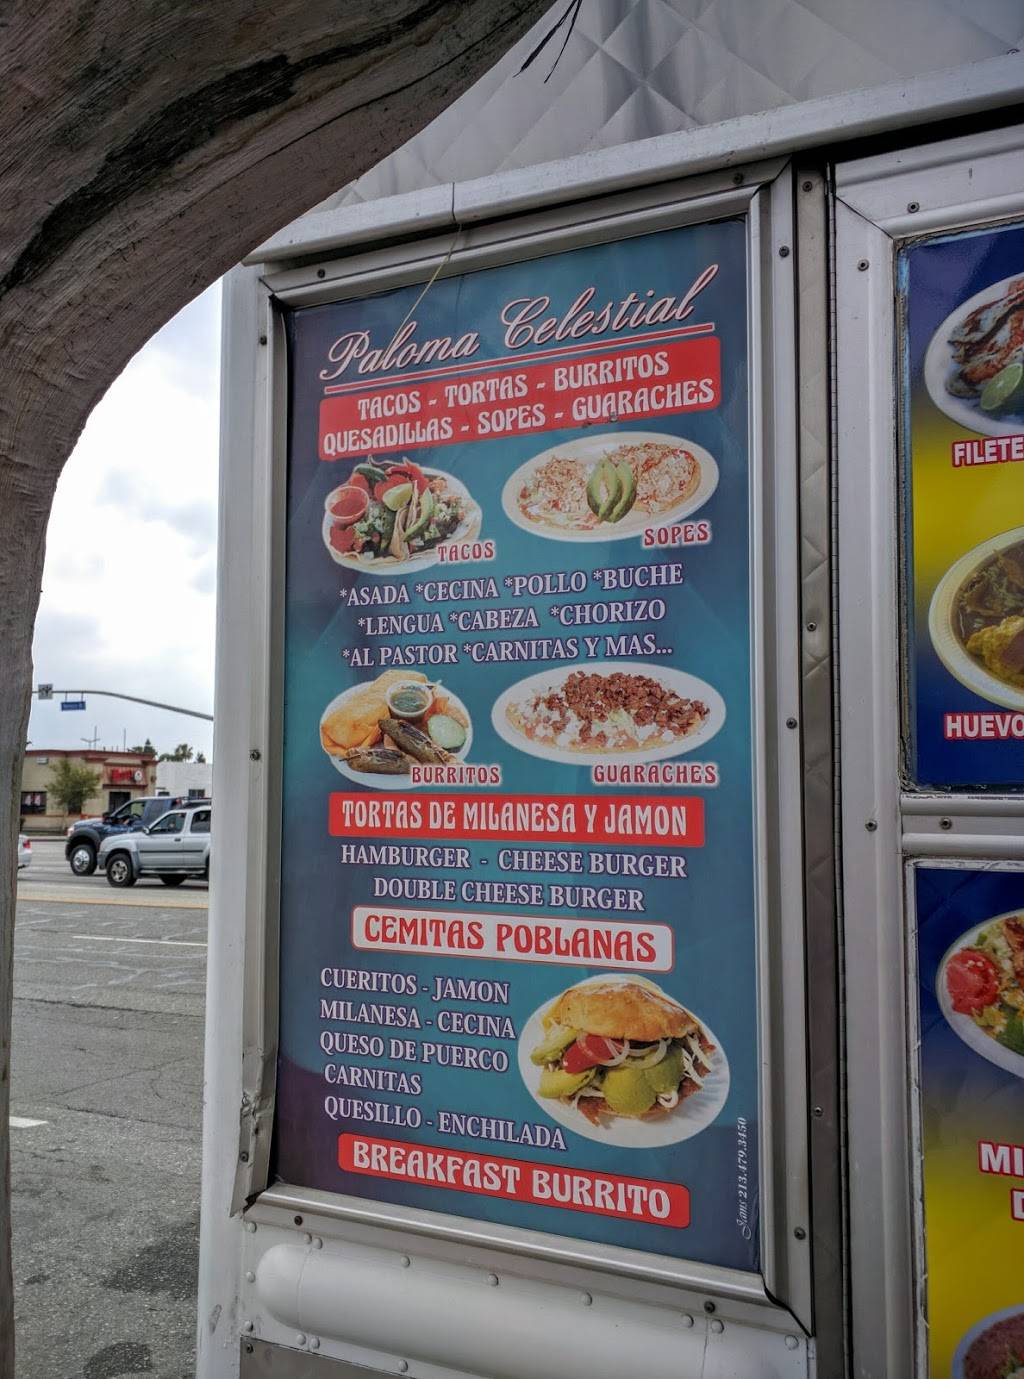 Paloma Celestial
TACOS - TORTAS - BURRITOS
QUESADILLAS - SOPES - GUARACHES
TACOS
SOPES
*ASADA *CECINA *POLLO *BUCHE
*LENGUA *CABEZA *CHORIZO
*AL PASTOR *CARNITAS Y MAS...
BURRITOS
GUARACHES
TORTAS DE MILANESA Y JAMON
HAMBURGER - CHEESE BURGER
DOUBLE CHEESE BURGER
CEMITAS POBLANAS
CUERITOS - JAMON
MILANESA - CECINA
QUESO DE PUERCO
CARNITAS
QUESILLO - ENCHILADA
BREAKFAST BURRITO
213.479.3450
FILETE
HUEVO
MI
D